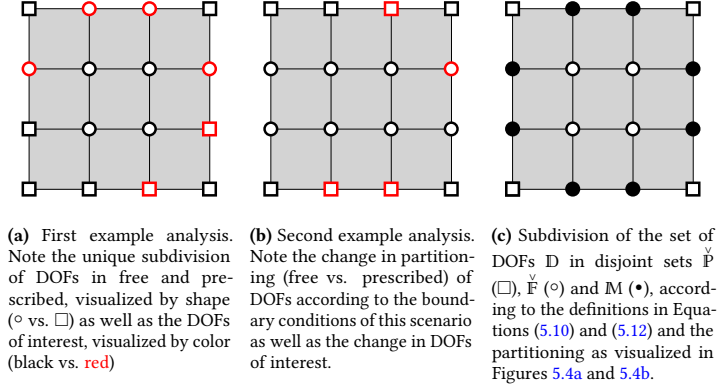 (a) First example analysis.
Note the unique subdivision
of DOFs in free and pre-
scribed, visualized by shape
(○ vs. □) as well as the DOFs
of interest, visualized by color
(black vs. red)
(b) Second example analysis.
Note the change in partition-
ing (free vs. prescribed) of
DOFs according to the bound-
ary conditions of this scenario
as well as the change in DOFs
of interest.
(c) Subdivision of the set of
DOFs 𝔻 in disjoint sets ℙ̌
(□), 𝔽̌ (○) and 𝕄 (•), accord-
ing to the definitions in Equa-
tions (5.10) and (5.12) and the
partitioning as visualized in
Figures 5.4a and 5.4b.